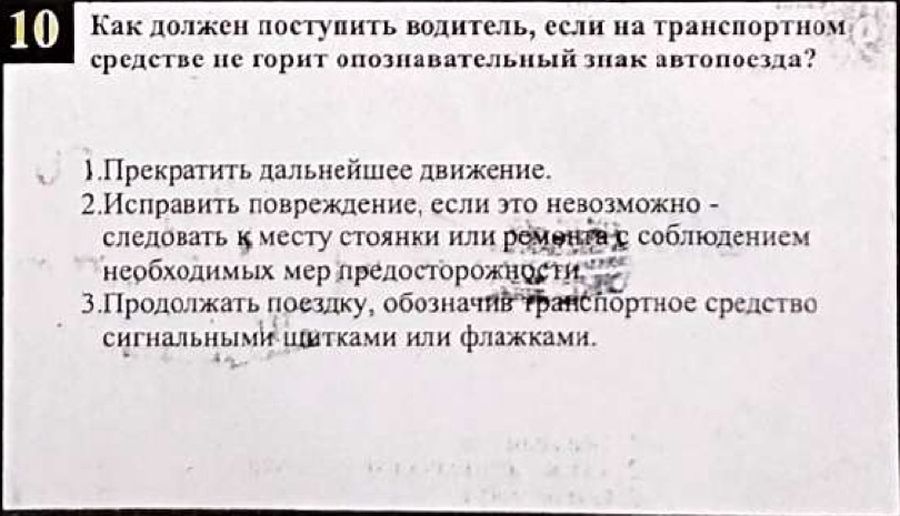 10 Как должен поступить водитель, если на транспортном
средстве не горит опознавательный знак автопоезда?
1.Прекратить дальнейшее движение.
2.Исправить повреждение, если это невозможно -
следовать к месту стоянки или ремонта с соблюдением
необходимых мер предосторожности.
3.Продолжать поездку, обозначив транспортное средство
сигнальными щитками или флажками.